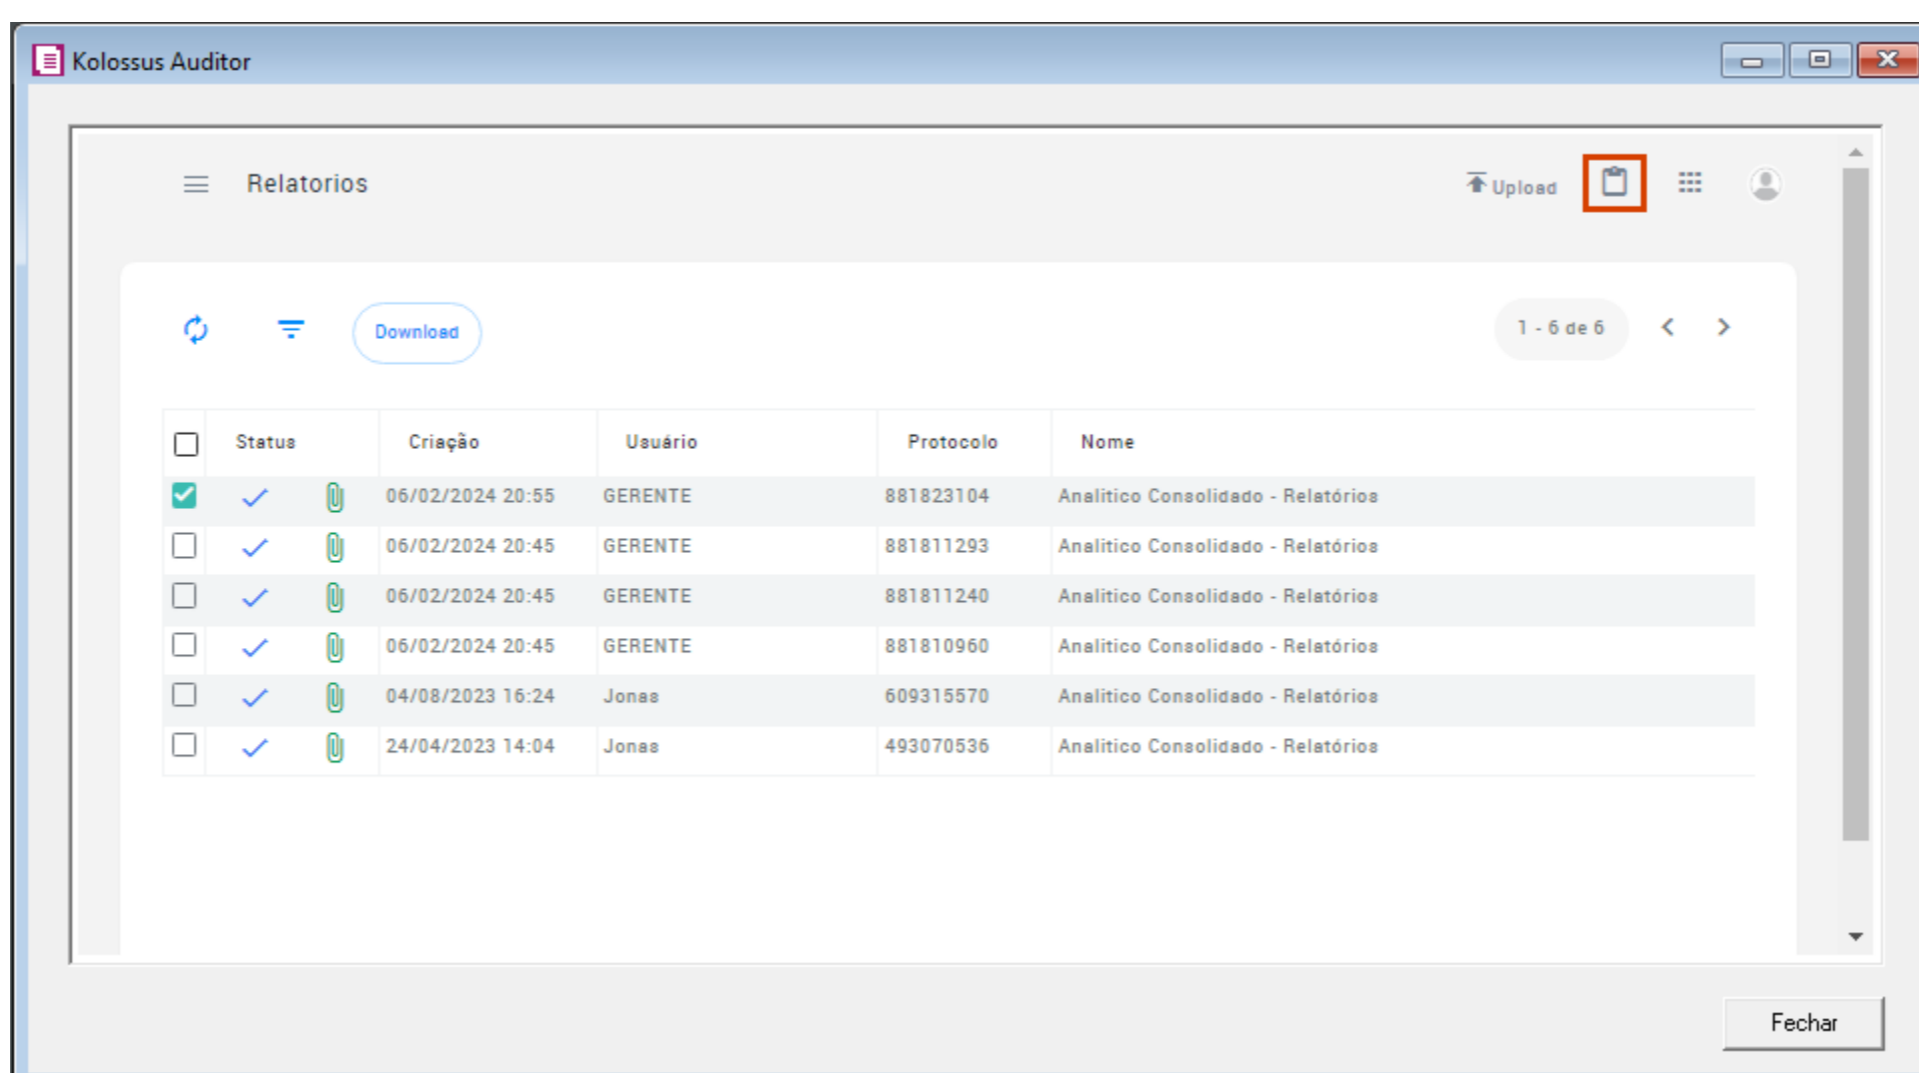 Kolossus Auditor
Relatorios
Upload
Download
1 - 6 de 6
Status Criação Usuário Protocolo Nome
06/02/2024 20:55 GERENTE 881823104 Analitico Consolidado - Relatórios
06/02/2024 20:45 GERENTE 881811293 Analitico Consolidado - Relatórios
06/02/2024 20:45 GERENTE 881811240 Analitico Consolidado - Relatórios
06/02/2024 20:45 GERENTE 881810960 Analitico Consolidado - Relatórios
04/08/2023 16:24 Jonas 609315570 Analitico Consolidado - Relatórios
24/04/2023 14:04 Jonas 493070536 Analitico Consolidado - Relatórios
Fechar